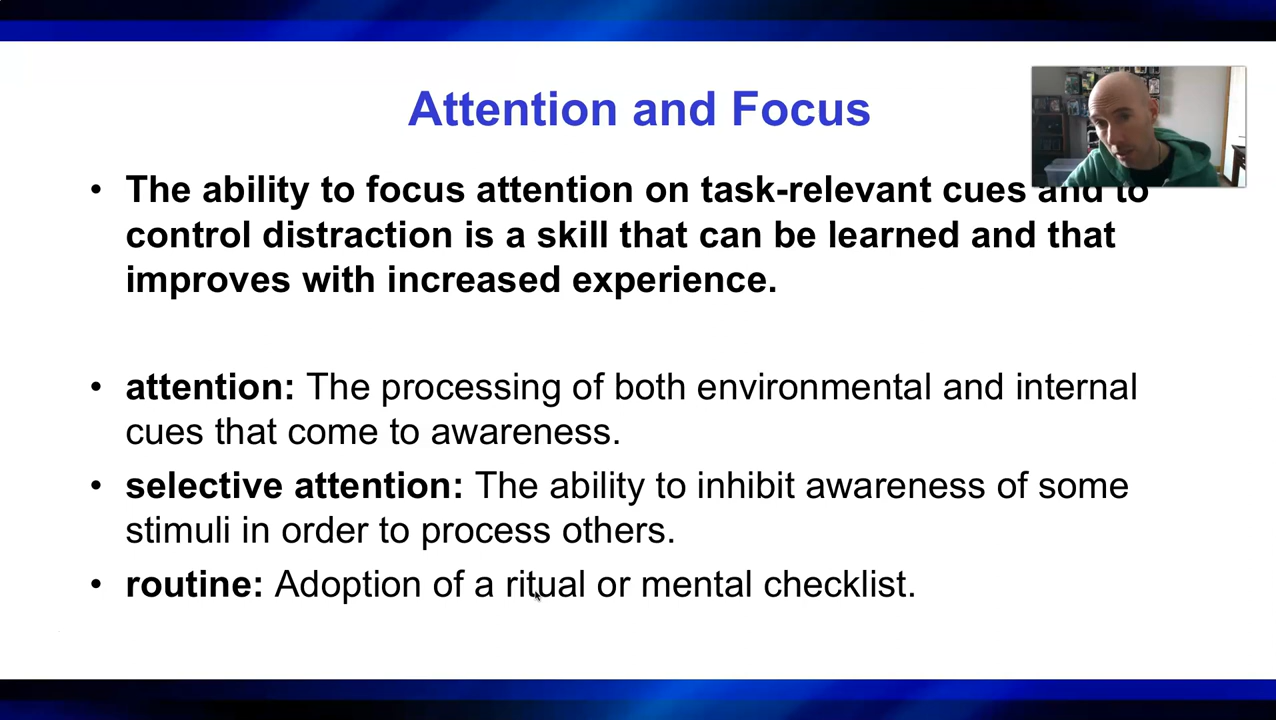 Attention and Focus
• The ability to focus attention on task-relevant cues and to
control distraction is a skill that can be learned and that
improves with increased experience.
• attention: The processing of both environmental and internal
cues that come to awareness.
• selective attention: The ability to inhibit awareness of some
stimuli in order to process others.
• routine: Adoption of a ritual or mental checklist.